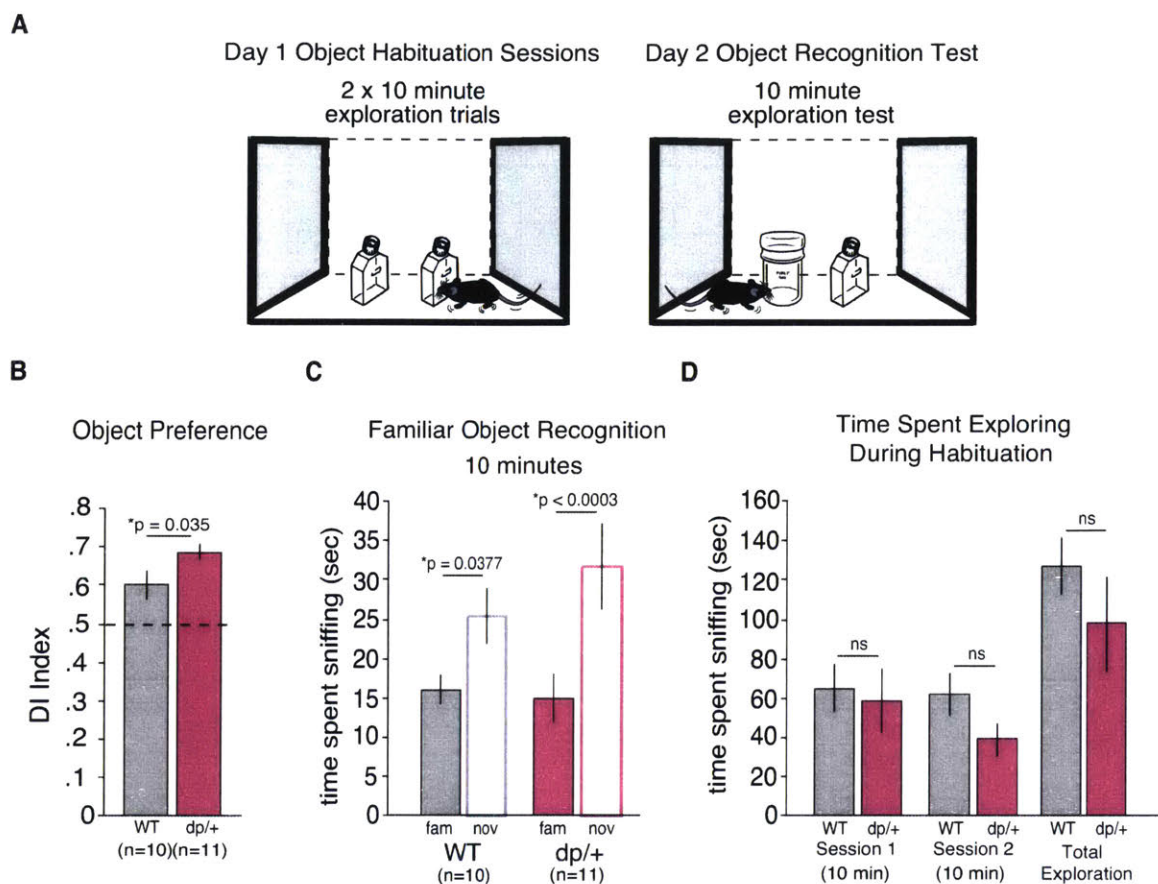 A
Day 1 Object Habituation Sessions
2 x 10 minute
exploration trials
Day 2 Object Recognition Test
10 minute
exploration test
B
Object Preference
DI Index
.8
.7
.6
.5
.4
.3
.2
.1
0
*p = 0.035
WT
dp/+
(n=10)(n=11)
C
Familiar Object Recognition
10 minutes
time spent sniffing (sec)
40
35
30
25
20
15
10
5
0
*p = 0.0377
*p < 0.0003
fam
nov
fam
nov
WT
dp/+
(n=10)
(n=11)
D
Time Spent Exploring
During Habituation
time spent sniffing (sec)
160
140
120
100
80
60
40
20
0
ns
ns
ns
WT dp/+
WT dp/+
WT dp/+
Session 1
Session 2
Total
(10 min)
(10 min)
Exploration